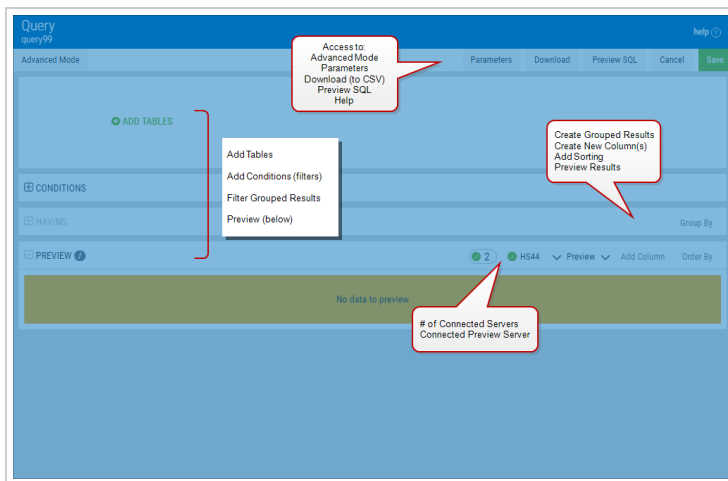 Query
query99
help ?
Advanced Mode
Parameters
Download
Preview SQL
Cancel
Save
Access to:
Advanced Mode
Parameters
Download (to CSV)
Preview SQL
Help
ADD TABLES
Add Tables
Add Conditions (filters)
Filter Grouped Results
Preview (below)
Create Grouped Results
Create New Column(s)
Add Sorting
Preview Results
CONDITIONS
HAVING
Group By
PREVIEW i
2
HS44
Preview
Add Column
Order By
No data to preview
# of Connected Servers
Connected Preview Server